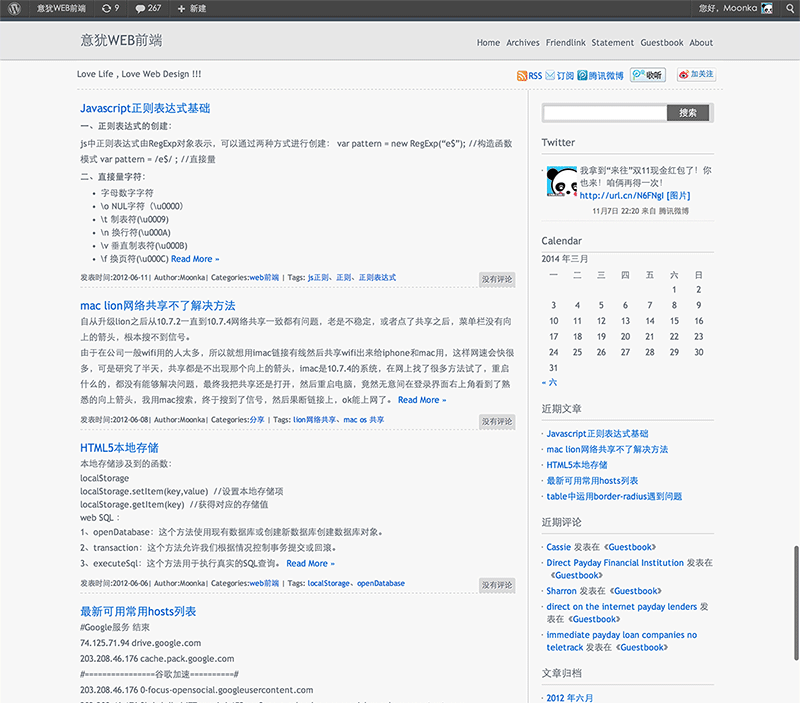 意犹WEB前端 9 267 新建 您好，Moonka
意犹WEB前端
Home Archives Friendlink Statement Guestbook About
Love Life , Love Web Design !!!
RSS 订阅 腾讯微博 收听 加关注
Javascript正则表达式基础
一、正则表达式的创建：
js中正则表达式由RegExp对象表示，可以通过两种方式进行创建： var pattern = new RegExp(“e$”); //构造函数
模式 var pattern = /e$/ ; //直接量
二、直接量字符：
• 字母数字字符
• \o NUL字符（\u0000）
• \t 制表符(\u0009)
• \n 换行符(\u000A)
• \v 垂直制表符(\u000B)
• \f 换页符(\u000C) Read More »
发表时间:2012-06-11| Author:Moonka| Categories:web前端 | Tags: js正则、正则、正则表达式
没有评论
mac lion网络共享不了解决方法
自从升级lion之后从10.7.2一直到10.7.4网络共享一致都有问题，老是不稳定，或者点了共享之后，菜单栏没有向
上的箭头，根本搜不到信号。
由于在公司一般wifi用的人太多，所以就想用imac链接有线然后共享wifi出来给iphone和mac用，这样网速会快很
多，可是研究了半天，共享都是不出现那个向上的箭头，imac是10.7.4的系统，在网上找了很多方法试了，重启
什么的，都没有能够解决问题，最终我把共享还是打开，然后重启电脑，竟然无意间在登录界面右上角看到了熟
悉的向上箭头，我用mac搜索，终于搜到了信号，然后果断链接上，ok能上网了。 Read More »
发表时间:2012-06-08| Author:Moonka| Categories:分享 | Tags: lion网络共享、mac os 共享
没有评论
HTML5本地存储
本地存储涉及到的函数：
localStorage
localStorage.setItem(key,value) //设置本地存储项
localStorage.getItem(key) //获得对应的存储值
web SQL：
1、openDatabase：这个方法使用现有数据库或创建新数据库创建数据库对象。
2、transaction：这个方法允许我们根据情况控制事务提交或回滚。
3、executeSql：这个方法用于执行真实的SQL查询。 Read More »
发表时间:2012-06-06| Author:Moonka| Categories:web前端 | Tags: localStorage、openDatabase
没有评论
最新可用常用hosts列表
#Google服务 结束
74.125.71.94 drive.google.com
203.208.46.176 cache.pack.google.com
#================谷歌加速==========#
203.208.46.176 0-focus-opensocial.googleusercontent.com
搜索
Twitter
我拿到“来往”双11现金红包了！你
也来！咱俩再得一次！
http://url.cn/N6FNgI [图片]
11月7日 22:20 来自 腾讯微博
Calendar
2014 年三月
一 二 三 四 五 六 日
1 2
3 4 5 6 7 8 9
10 11 12 13 14 15 16
17 18 19 20 21 22 23
24 25 26 27 28 29 30
31
« 六
近期文章
· Javascript正则表达式基础
· mac lion网络共享不了解决方法
· HTML5本地存储
· 最新可用常用hosts列表
· table中运用border-radius遇到问题
近期评论
· Cassie 发表在《Guestbook》
· Direct Payday Financial Institution 发表在
《Guestbook》
· Sharron 发表在《Guestbook》
· direct on the internet payday lenders 发
表在《Guestbook》
· immediate payday loan companies no
teletrack 发表在《Guestbook》
文章归档
· 2012 年六月